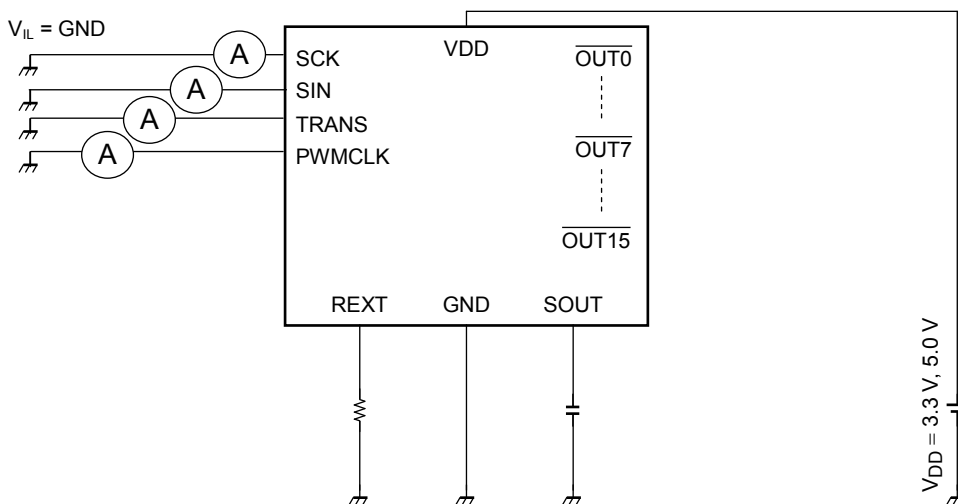 V_IL = GND
A
A
A
A
SCK
SIN
TRANS
PWMCLK
VDD
OUT0
OUT7
OUT15
REXT
GND
SOUT
V_DD = 3.3 V, 5.0 V